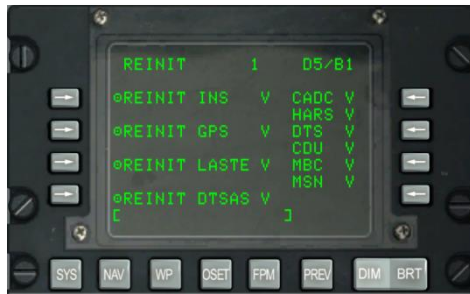 REINIT 1 D5/B1
⊙REINIT INS V CADC V
HARS V
⊙REINIT GPS V DTS V
CDU V
⊙REINIT LASTE V MBC V
MSN V
⊙REINIT DTSAS V
[ ]
SYS NAV WP OSET FPM PREV DIM BRT